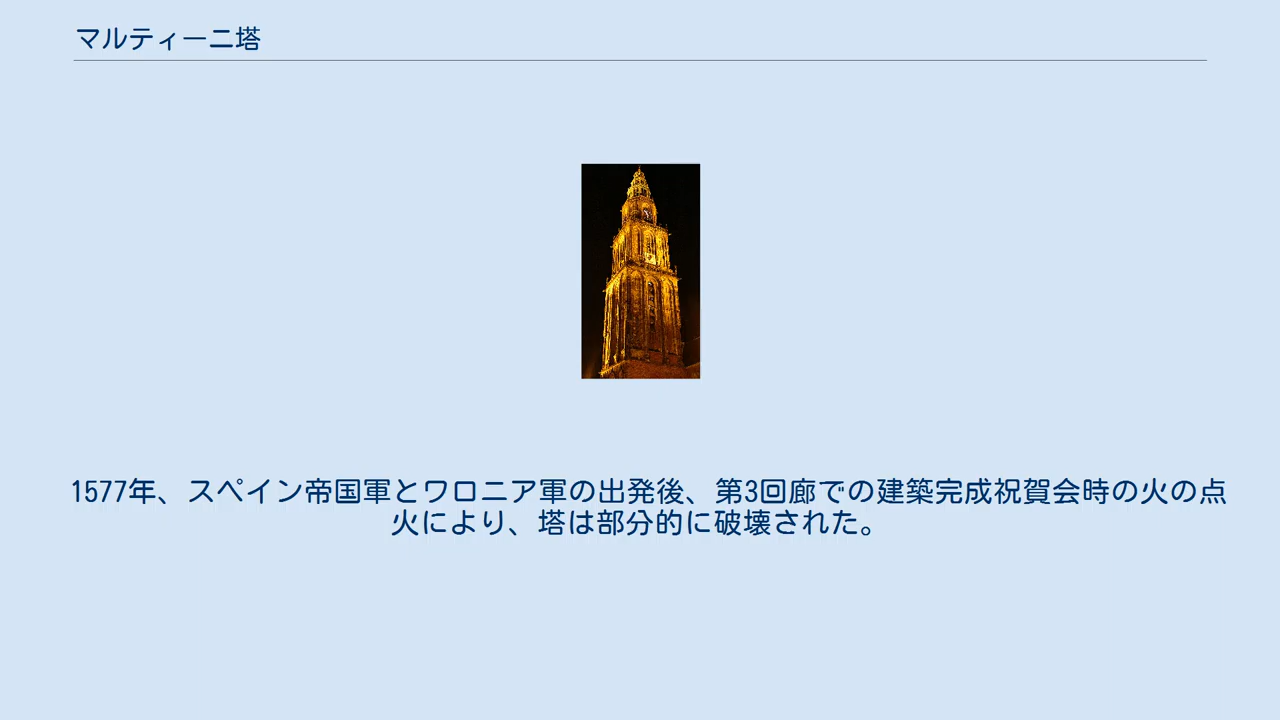 マルティーニ塔
1577年、スペイン帝国軍とワロニア軍の出発後、第3回廊での建築完成祝賀会時の火の点
火により、塔は部分的に破壊された。